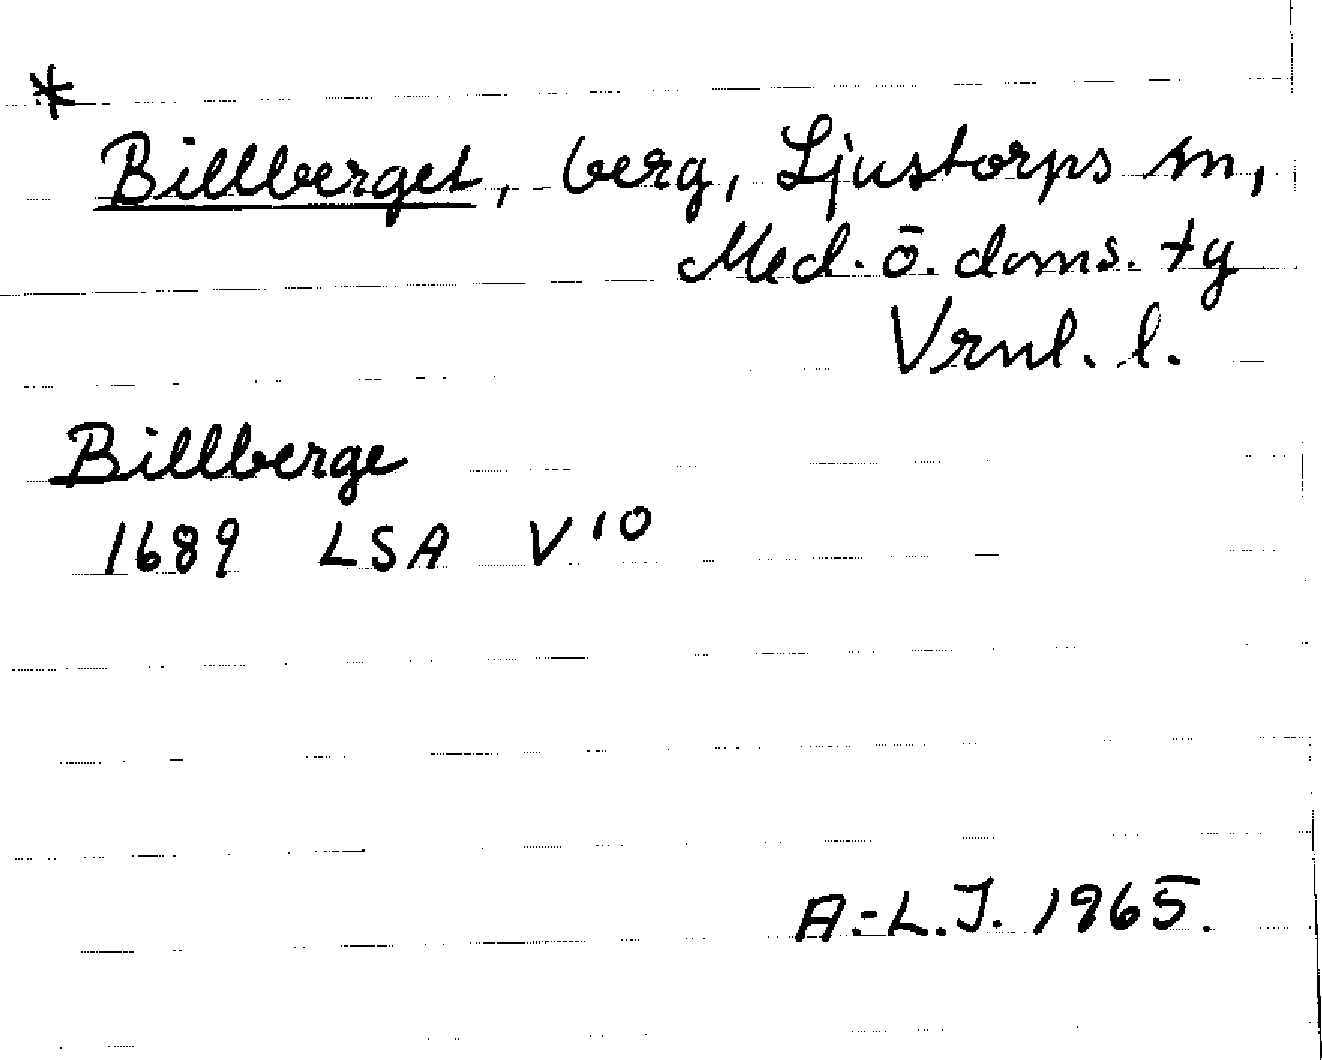 *
Billberget, berg, Ljustorps sn,
Med. ö. doms. tg
Vrnl. l.
Billberge
1689 LSA V 10
A.-L.J. 1965.